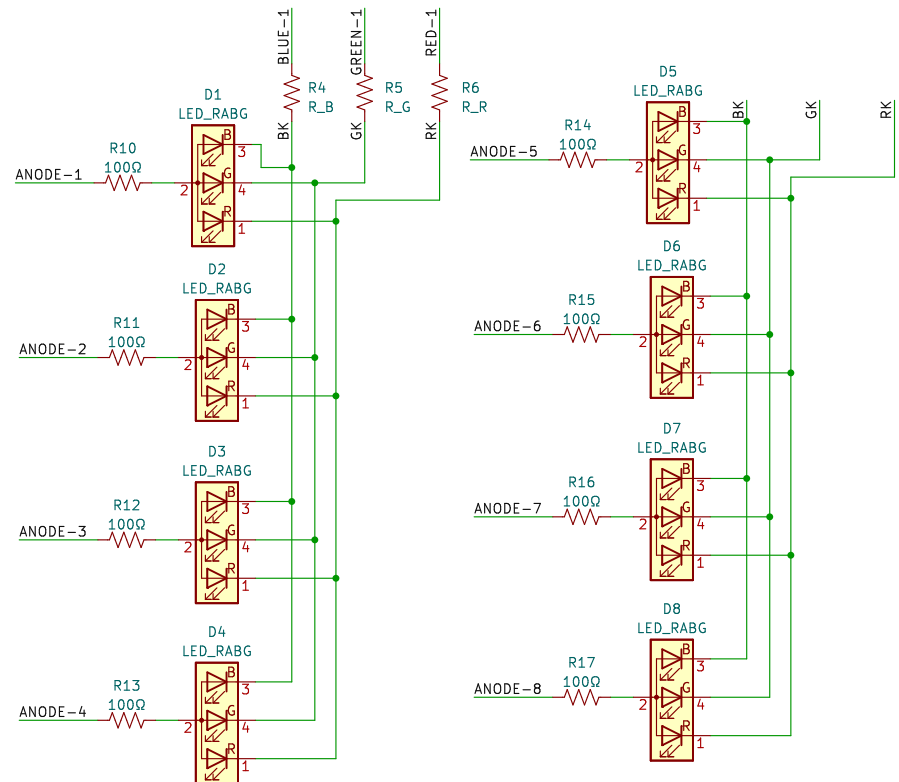 BLUE-1
GREEN-1
RED-1
R4
R_B
R5
R_G
R6
R_R
BK
GK
RK
D1
LED_RABG
R10
100Ω
ANODE-1
2
B
3
G
4
R
1
D2
LED_RABG
R11
100Ω
ANODE-2
2
B
3
G
4
R
1
D3
LED_RABG
R12
100Ω
ANODE-3
2
B
3
G
4
R
1
D4
LED_RABG
R13
100Ω
ANODE-4
2
B
3
G
4
R
1
D5
LED_RABG
BK
GK
RK
R14
100Ω
ANODE-5
2
B
3
G
4
R
1
D6
LED_RABG
R15
100Ω
ANODE-6
2
B
3
G
4
R
1
D7
LED_RABG
R16
100Ω
ANODE-7
2
B
3
G
4
R
1
D8
LED_RABG
R17
100Ω
ANODE-8
2
B
3
G
4
R
1